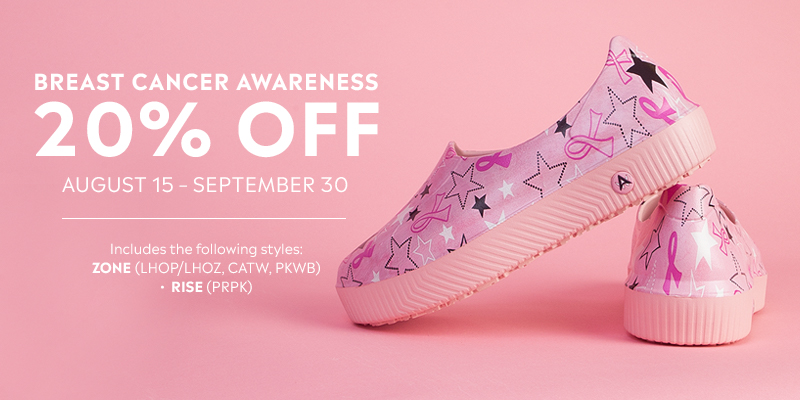 BREAST CANCER AWARENESS
20% OFF
AUGUST 15 – SEPTEMBER 30
Includes the following styles:
ZONE (LHOP/LHOZ, CATW, PKWB)
• RISE (PRPK)
A